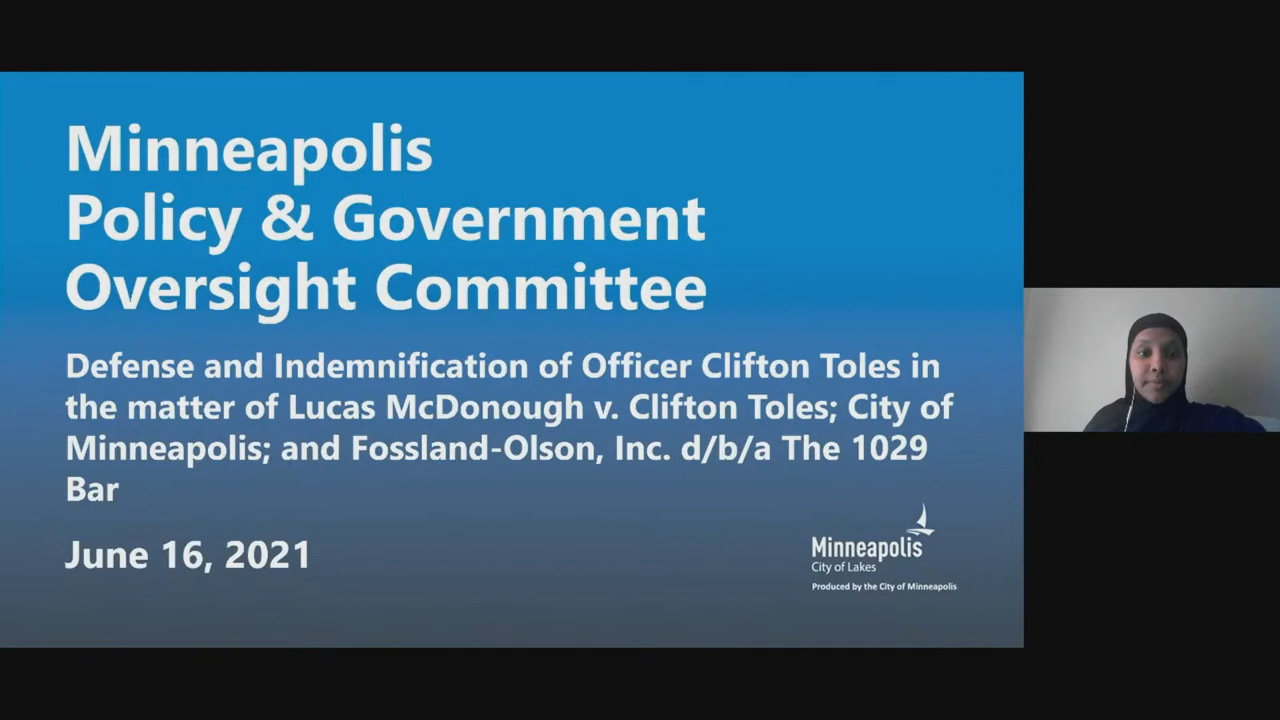 Minneapolis
Policy & Government
Oversight Committee
Defense and Indemnification of Officer Clifton Toles in
the matter of Lucas McDonough v. Clifton Toles; City of
Minneapolis; and Fossland-Olson, Inc. d/b/a The 1029
Bar
June 16, 2021
Minneapolis
City of Lakes
Produced by the City of Minneapolis